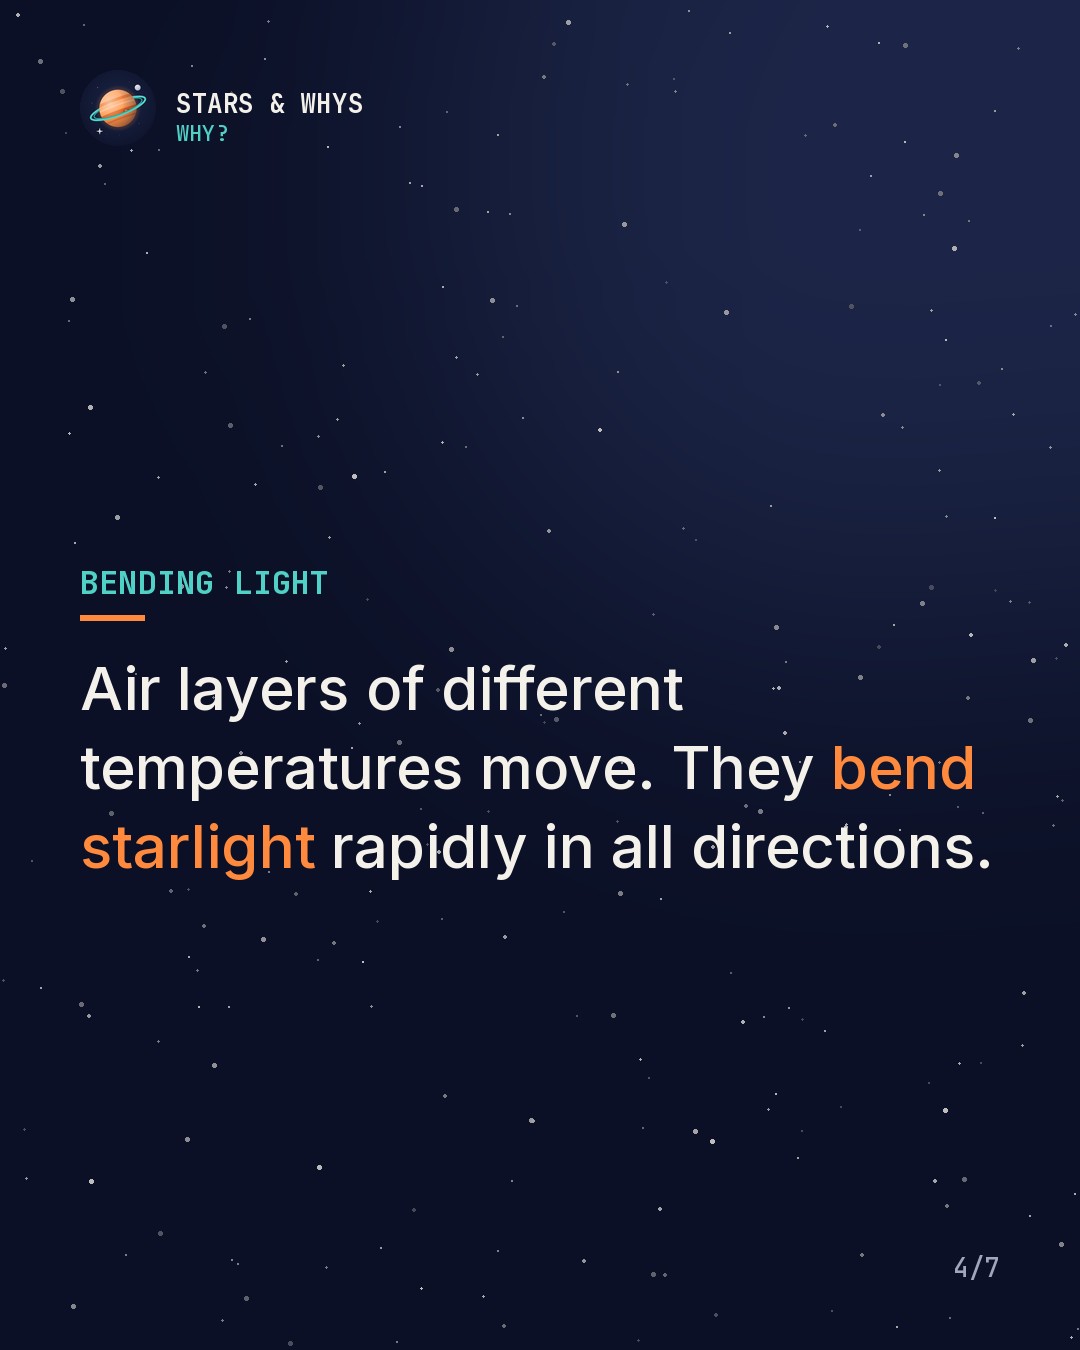 STARS & WHYS
WHY?
BENDING LIGHT
Air layers of different
temperatures move. They bend
starlight rapidly in all directions.
4/7